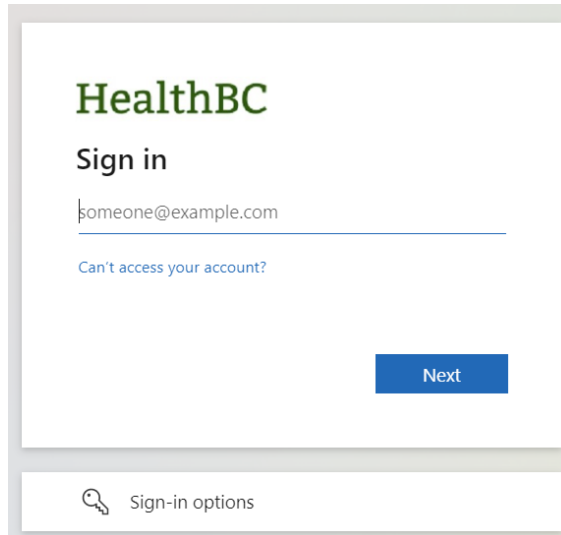 HealthBC
Sign in
someone@example.com
Can't access your account?
Next
Sign-in options